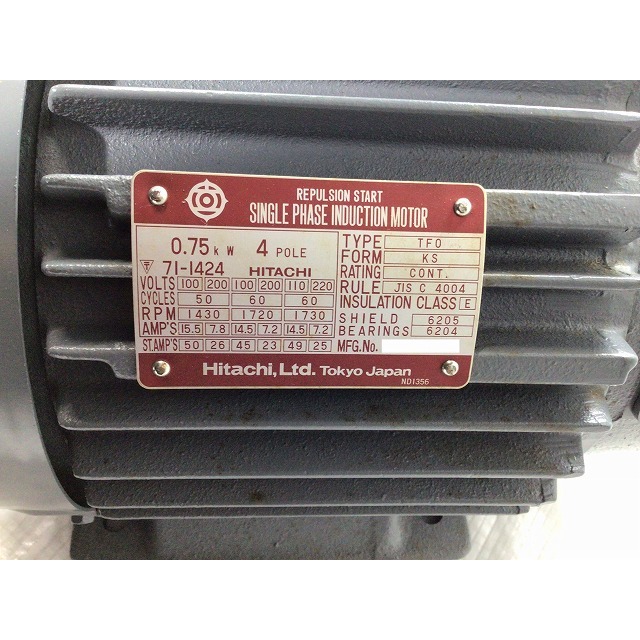 REPULSION START
SINGLE PHASE INDUCTION MOTOR
0.75 kW 4 POLE
71-1424 HITACHI
VOLTS 100 200 100 200 110 220
CYCLES 50 60 60
RPM 1430 1720 1730
AMP'S 15.5 7.8 14.5 7.2 14.5 7.2
ST.AMP'S 50 26 45 23 49 25
TYPE TFO
FORM KS
RATING CONT.
RULE JIS C 4004
INSULATION CLASS E
SHIELD 6205
BEARINGS 6204
MFG.No.
Hitachi, Ltd. Tokyo Japan
ND1356